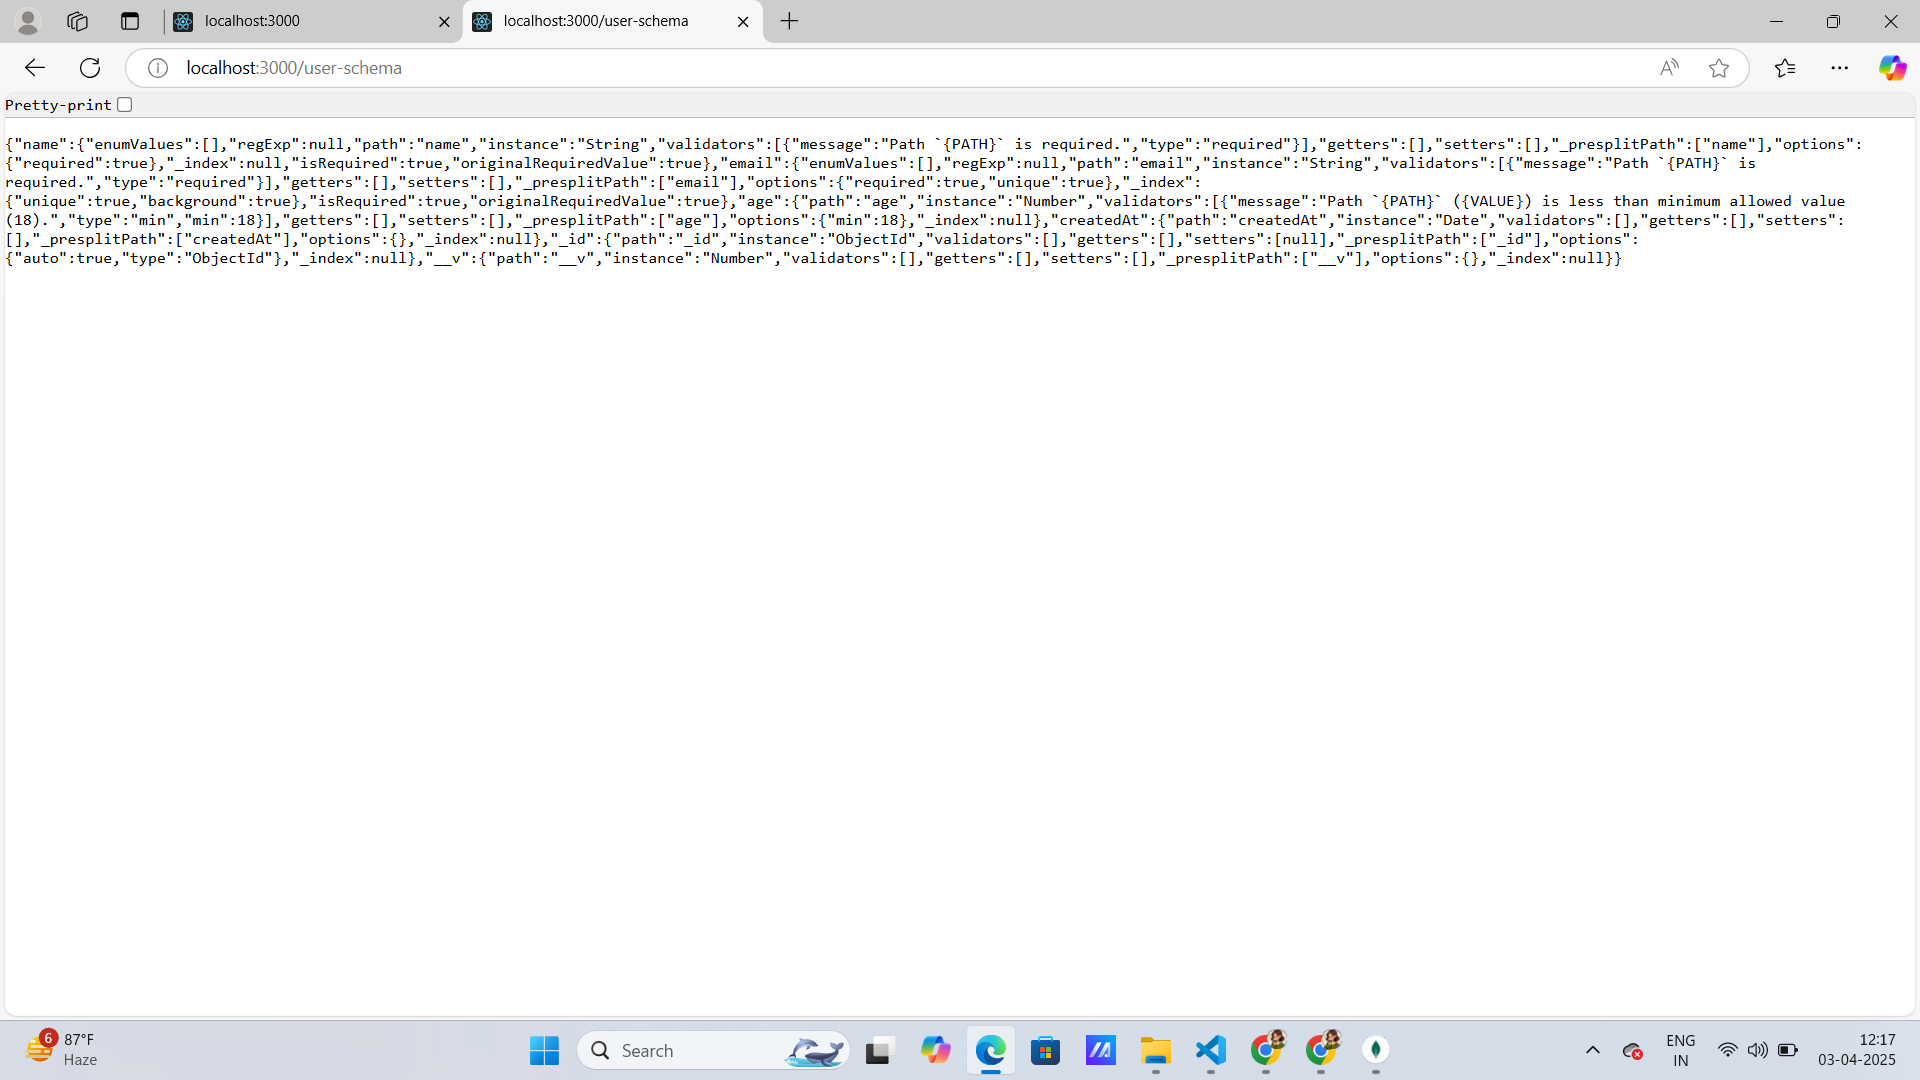 localhost:3000
localhost:3000/user-schema
localhost:3000/user-schema
Pretty-print
{"name":{"enumValues":[],"regExp":null,"path":"name","instance":"String","validators":[{"message":"Path `{PATH}` is required.","type":"required"}],"getters":[],"setters":[],"_presplitPath":["name"],"options":
{"required":true},"_index":null,"isRequired":true,"originalRequiredValue":true},"email":{"enumValues":[],"regExp":null,"path":"email","instance":"String","validators":[{"message":"Path `{PATH}` is
required.","type":"required"}],"getters":[],"setters":[],"_presplitPath":["email"],"options":{"required":true,"unique":true},"_index":
{"unique":true,"background":true},"isRequired":true,"originalRequiredValue":true},"age":{"path":"age","instance":"Number","validators":[{"message":"Path `{PATH}` ({VALUE}) is less than minimum allowed value
(18).","type":"min","min":18}],"getters":[],"setters":[],"_presplitPath":["age"],"options":{"min":18},"_index":null},"createdAt":{"path":"createdAt","instance":"Date","validators":[],"getters":[],"setters":
[],"_presplitPath":["createdAt"],"options":{},"_index":null},"_id":{"path":"_id","instance":"ObjectId","validators":[],"getters":[],"setters":[null],"_presplitPath":["_id"],"options":
{"auto":true,"type":"ObjectId"},"_index":null},"__v":{"path":"__v","instance":"Number","validators":[],"getters":[],"setters":[],"_presplitPath":["__v"],"options":{},"_index":null}}
6
87°F
Haze
Search
ENG
IN
12:17
03-04-2025